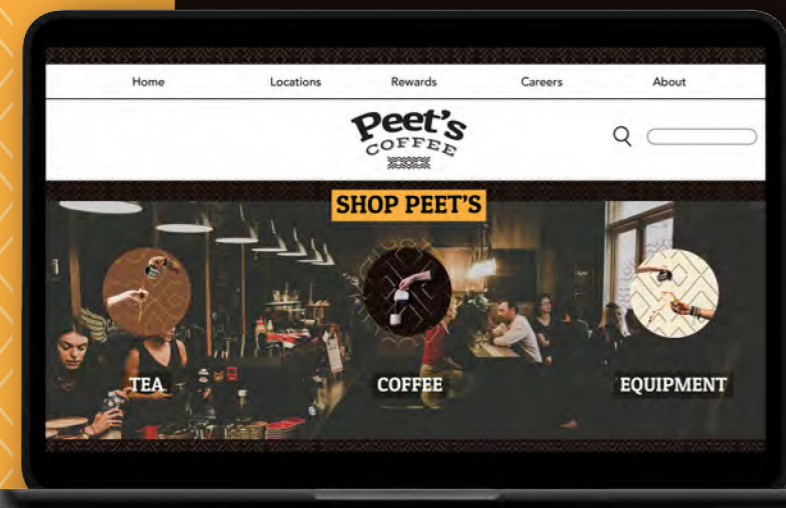 Home
Locations
Rewards
Careers
About
Peet's
COFFEE
SHOP PEET'S
TEA
COFFEE
EQUIPMENT